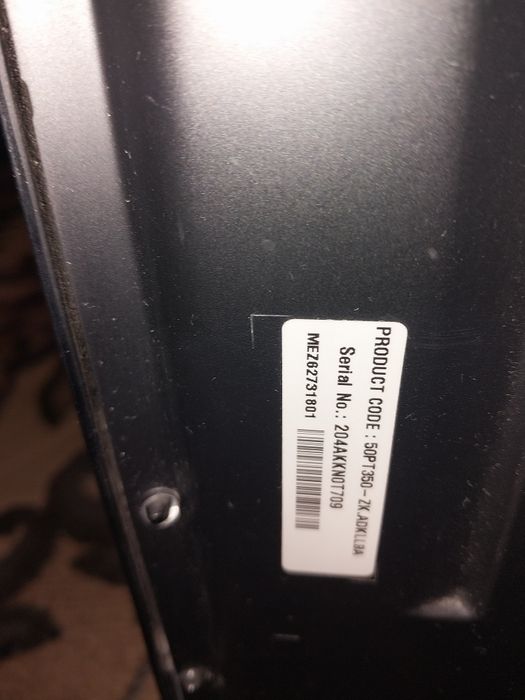 PRODUCT CODE : 50PT350-ZK.ADKLLBA
Serial No.: 204AKKN0T709
MEZ62731801